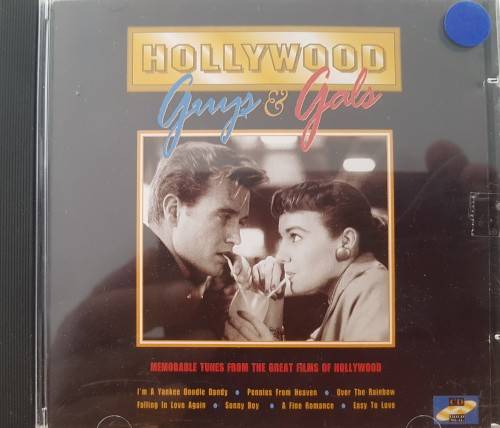 HOLLYWOOD
Guys & Gals
MEMORABLE TUNES FROM THE GREAT FILMS OF HOLLYWOOD
I'm A Yankee Doodle Dandy • Pennies From Heaven • Over The Rainbow
Falling In Love Again • Sonny Boy • A Fine Romance • Easy To Love
CD